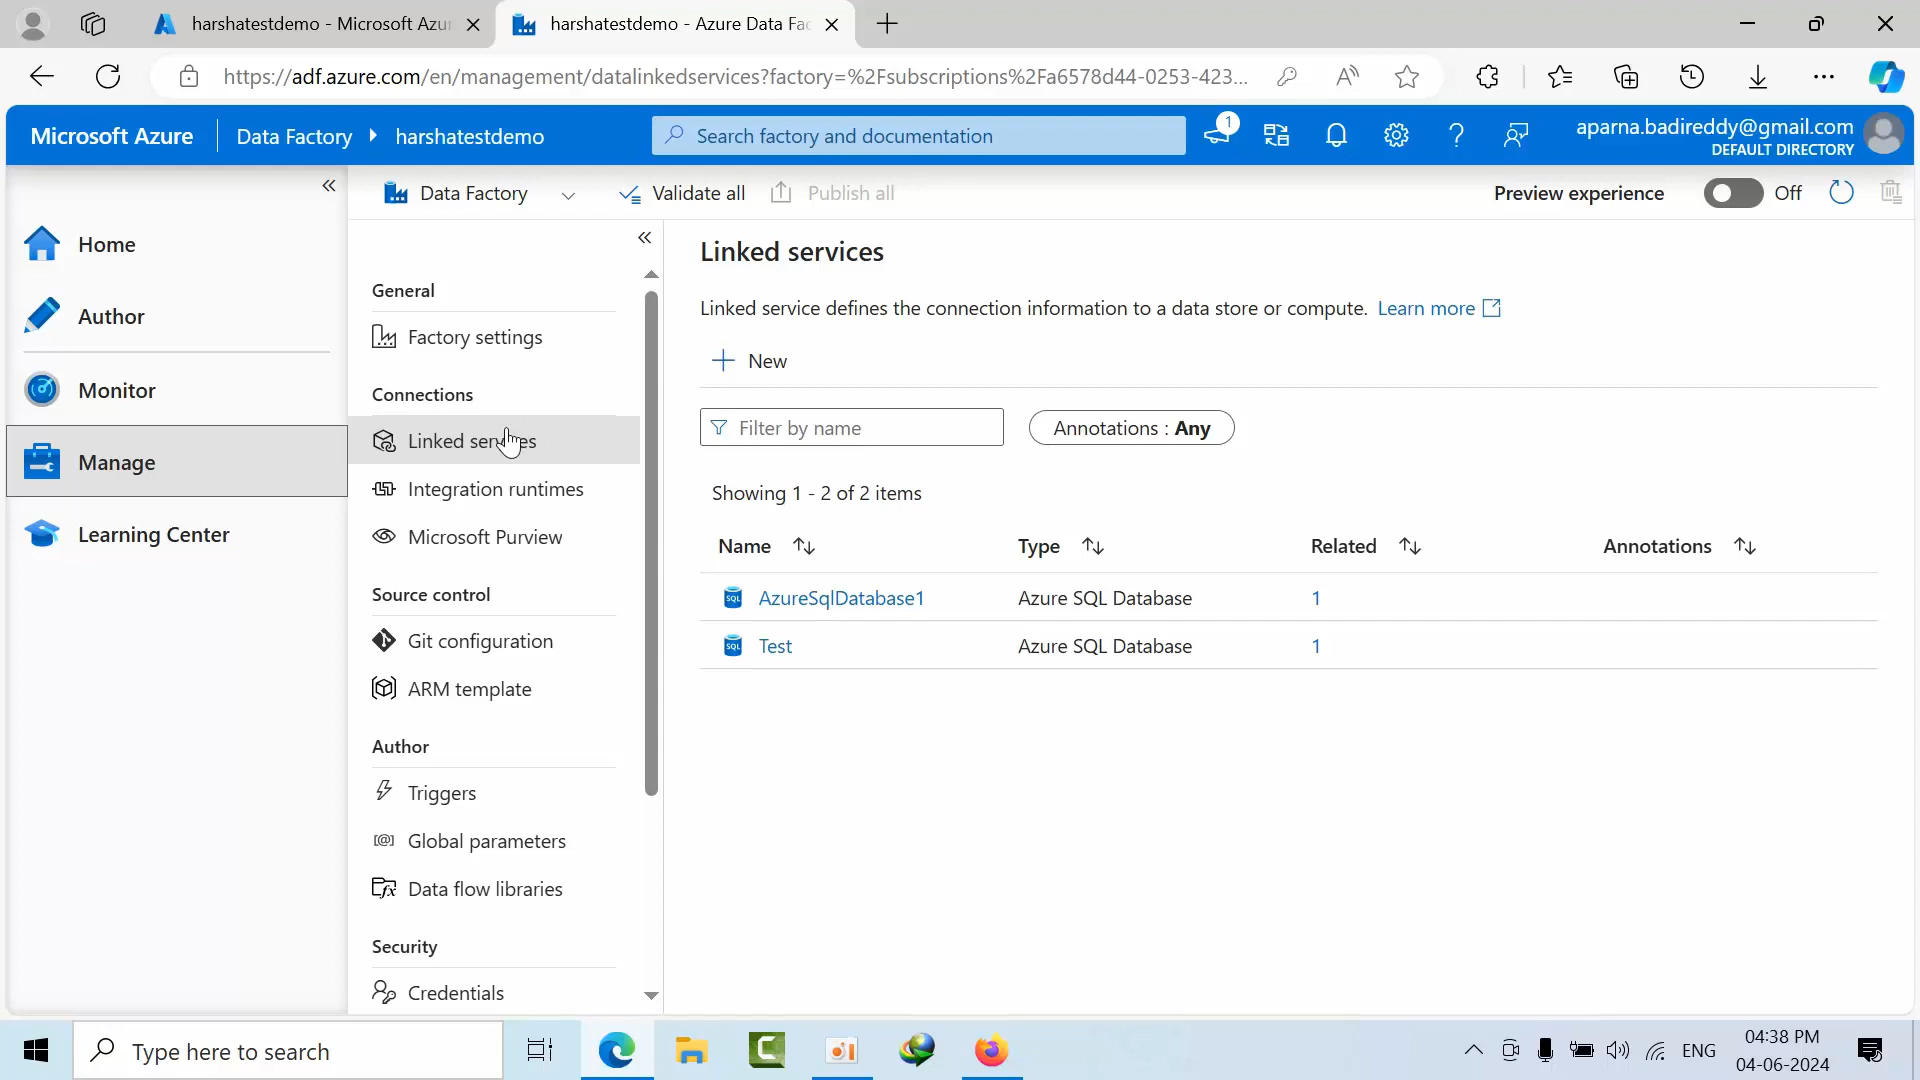 harshatestdemo - Microsoft Azu
harshatestdemo - Azure Data Fac
https://adf.azure.com/en/management/datalinkedservices?factory=%2Fsubscriptions%2Fa6578d44-0253-423...
Microsoft Azure
Data Factory
harshatestdemo
Search factory and documentation
1
aparna.badireddy@gmail.com
DEFAULT DIRECTORY
Home
Author
Monitor
Manage
Learning Center
Data Factory
Validate all
Publish all
Preview experience
Off
General
Factory settings
Connections
Linked services
Integration runtimes
Microsoft Purview
Source control
Git configuration
ARM template
Author
Triggers
Global parameters
Data flow libraries
Security
Credentials
Linked services
Linked service defines the connection information to a data store or compute. Learn more
New
Filter by name
Annotations : Any
Showing 1 - 2 of 2 items
Name Type Related Annotations
AzureSqlDatabase1 Azure SQL Database 1
Test Azure SQL Database 1
Type here to search
ENG
04:38 PM
04-06-2024